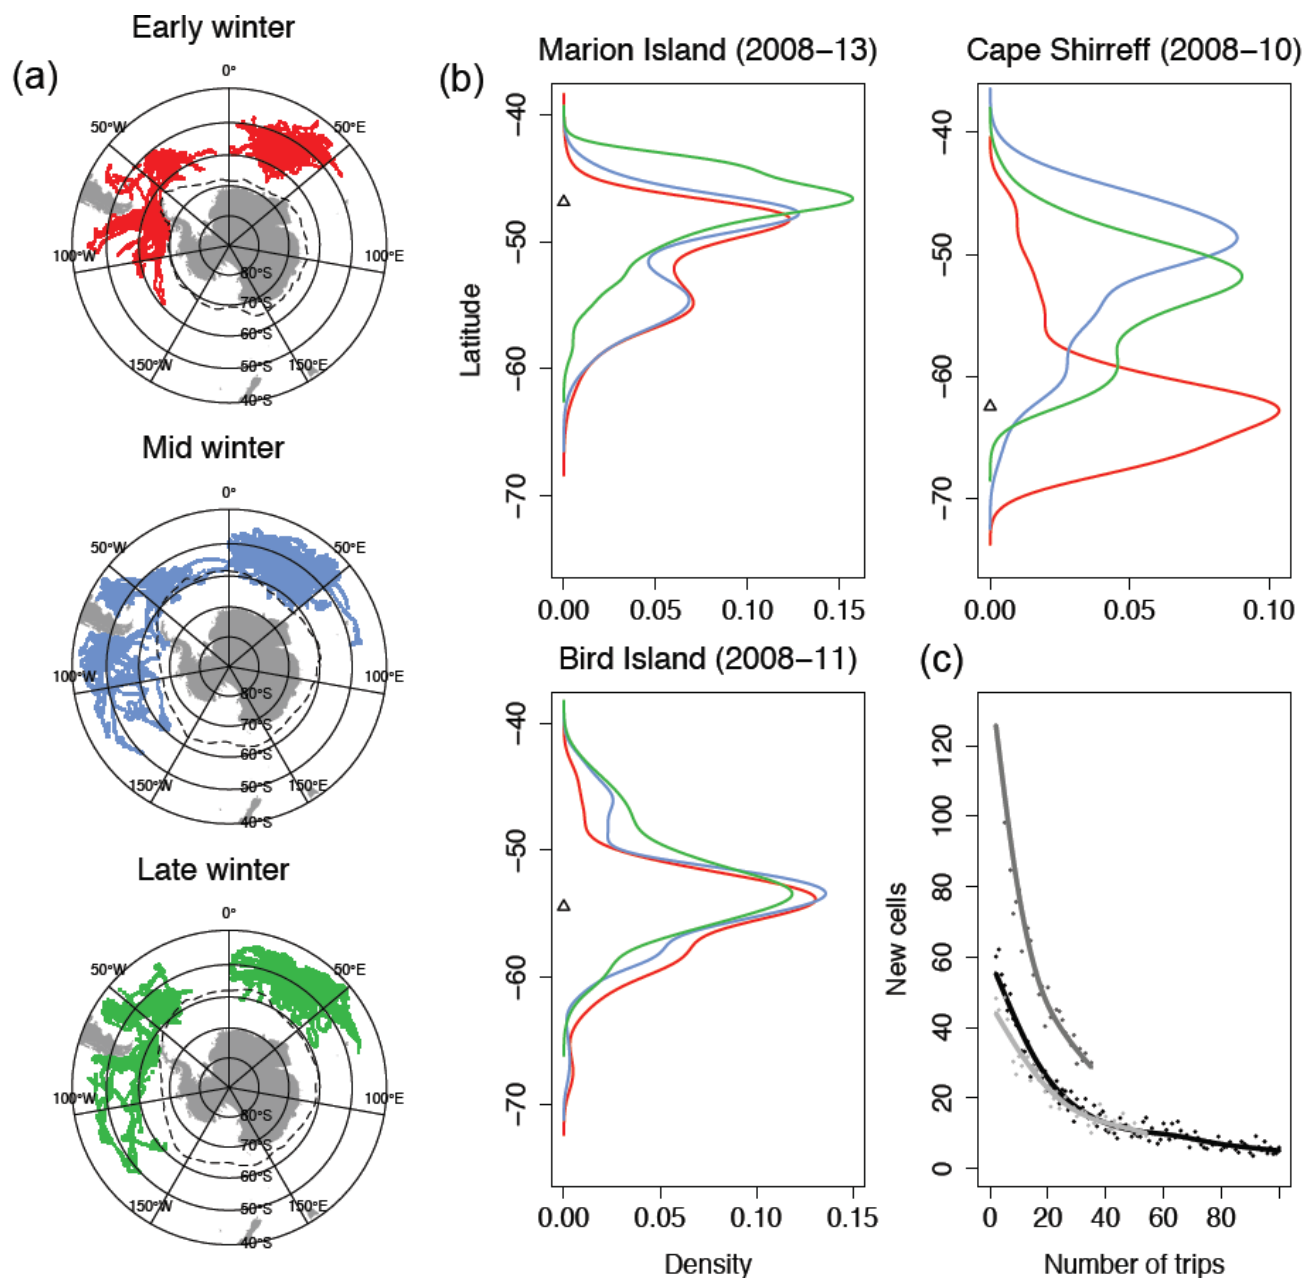 (a)
Early winter
0°
50°W
50°E
100°W
100°E
80°S
70°S
60°S
50°S
40°S
150°W
150°E
Mid winter
0°
50°W
50°E
100°W
100°E
80°S
70°S
60°S
50°S
40°S
150°W
150°E
Late winter
0°
50°W
50°E
100°W
100°E
80°S
70°S
60°S
50°S
40°S
150°W
150°E
(b)
Marion Island (2008–13)
Latitude
−40
−50
−60
−70
0.00 0.05 0.10 0.15
Cape Shirreff (2008–10)
−40
−50
−60
−70
0.00 0.05 0.10
Bird Island (2008–11)
−40
−50
−60
−70
0.00 0.05 0.10 0.15
Density
(c)
New cells
120
100
80
60
40
20
0
0 20 40 60 80
Number of trips